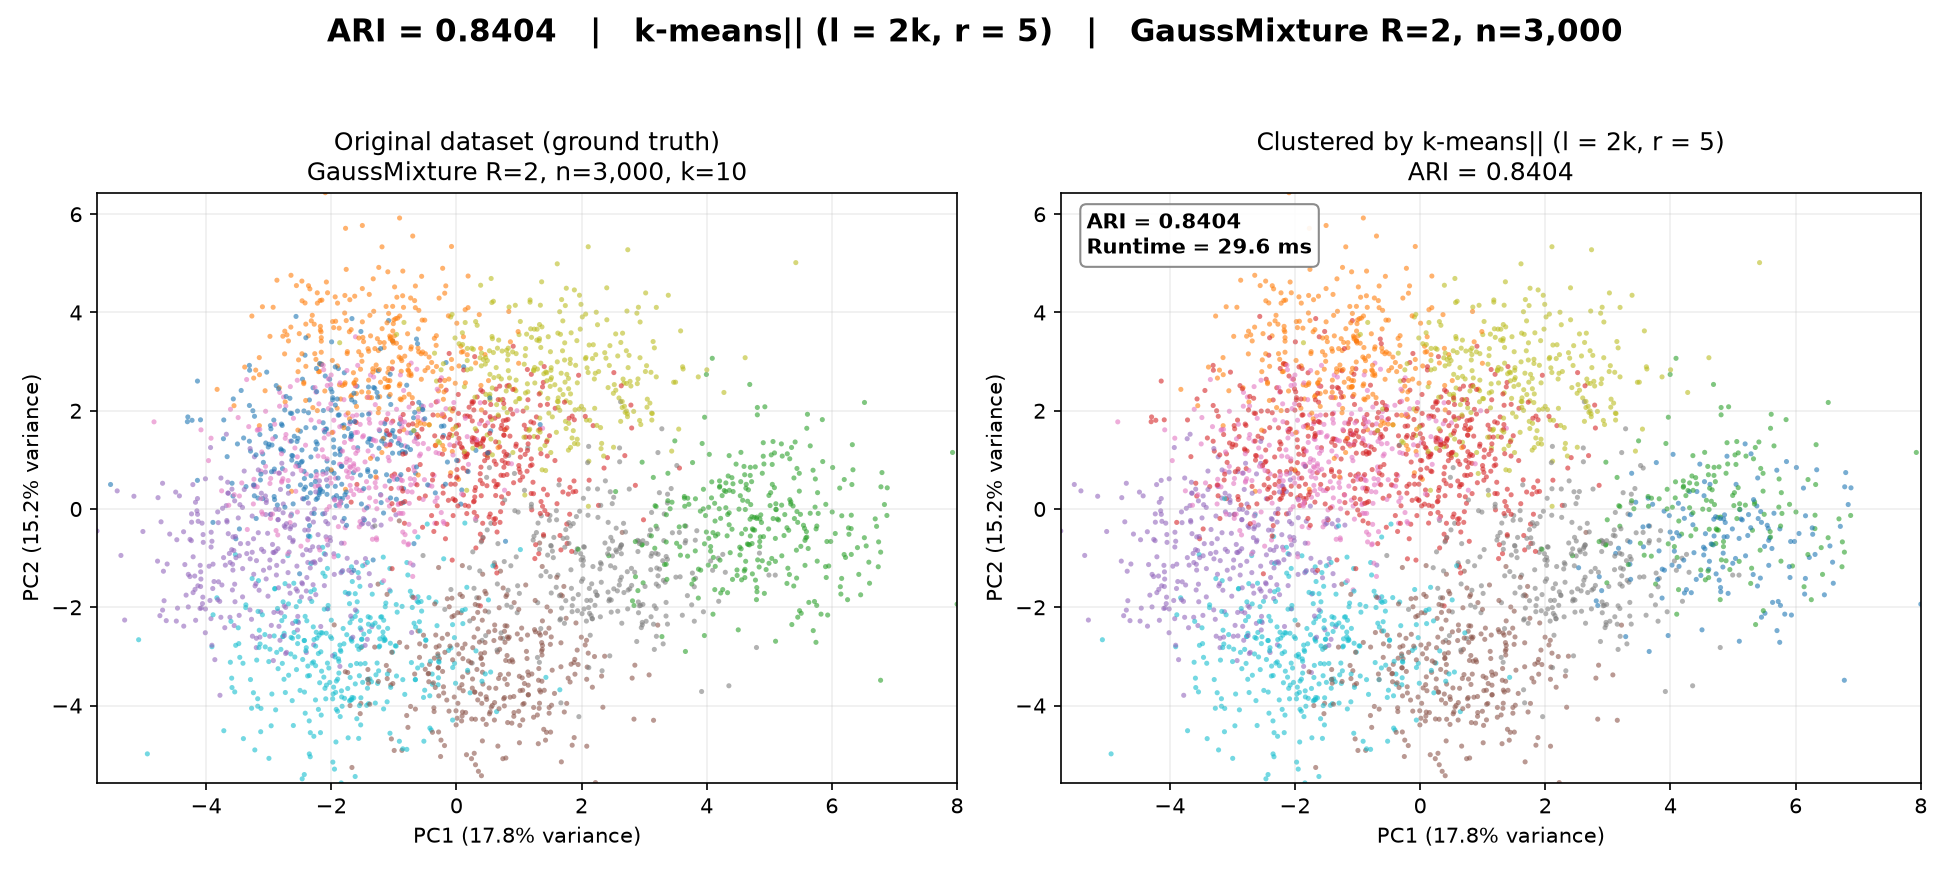 ARI = 0.8404   |   k-means|| (l = 2k, r = 5)   |   GaussMixture R=2, n=3,000
Original dataset (ground truth)
GaussMixture R=2, n=3,000, k=10
6
4
2
0
−2
−4
PC2 (15.2% variance)
−4 −2 0 2 4 6 8
PC1 (17.8% variance)
Clustered by k-means|| (l = 2k, r = 5)
ARI = 0.8404
ARI = 0.8404
Runtime = 29.6 ms
6
4
2
0
−2
−4
PC2 (15.2% variance)
−4 −2 0 2 4 6 8
PC1 (17.8% variance)